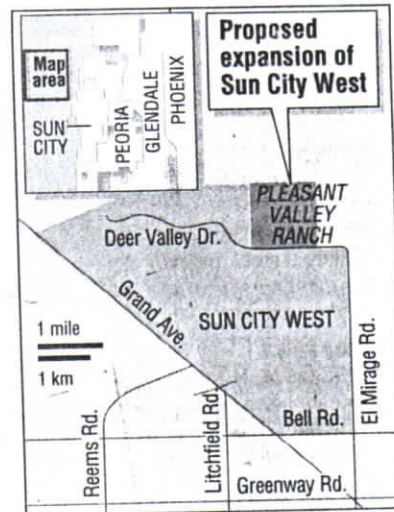 Map
area
SUN
CITY
PEORIA
GLENDALE
PHOENIX
Proposed
expansion of
Sun City West
PLEASANT
VALLEY
RANCH
Deer Valley Dr.
Grand Ave.
SUN CITY WEST
1 mile
1 km
El Mirage Rd.
Reems Rd.
Litchfield Rd.
Bell Rd.
Greenway Rd.